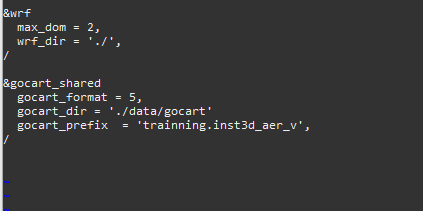 &wrf
  max_dom = 2,
  wrf_dir = './',
/

&gocart_shared
  gocart_format = 5,
  gocart_dir = './data/gocart'
  gocart_prefix  = 'trainning.inst3d_aer_v',
/
~
~
~